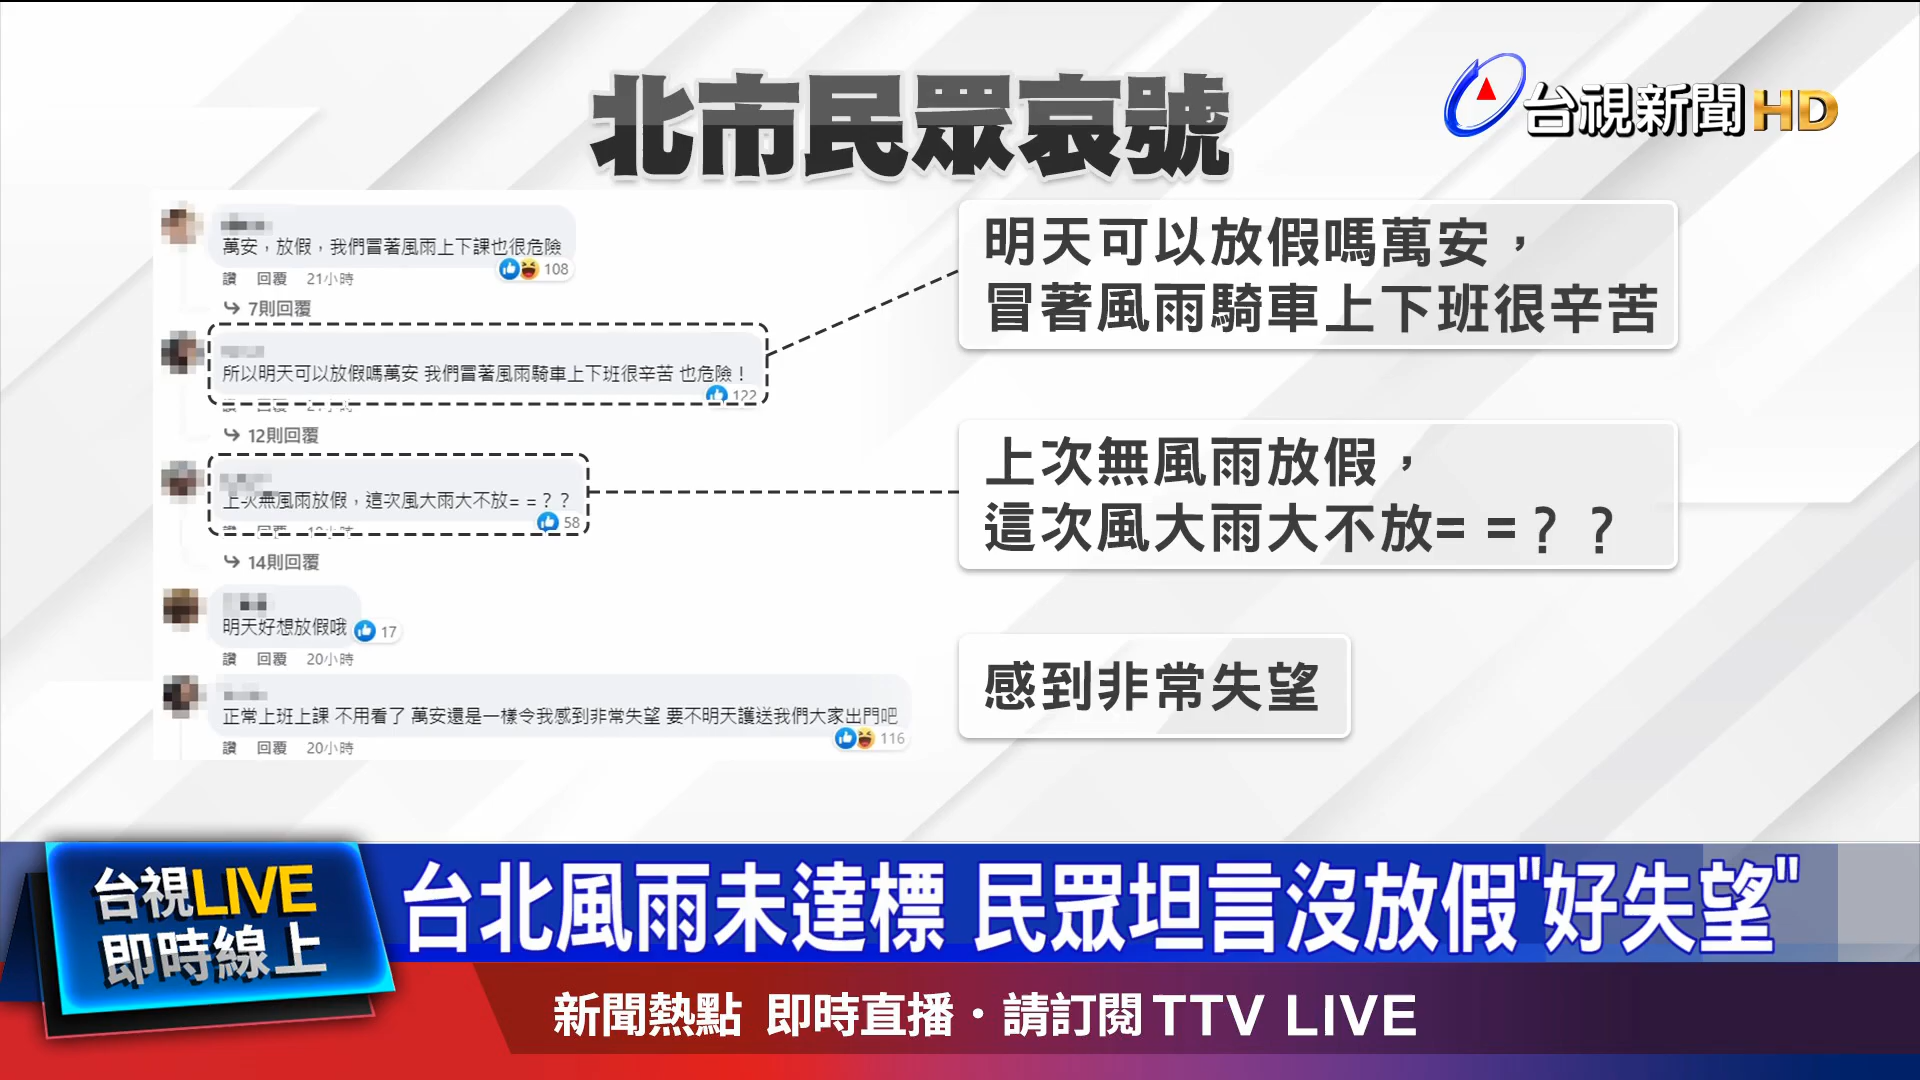 北市民眾哀號
台視新聞HD
萬安，放假，我們冒著風雨上下課也很危險
108
讚 回覆 21小時
7則回覆
所以明天可以放假嗎萬安 我們冒著風雨騎車上下班很辛苦 也危險！
122
讚 回覆 21小時
12則回覆
上次無風雨放假，這次風大雨大不放= =？？
58
讚 回覆
14則回覆
明天好想放假哦
17
讚 回覆 20小時
正常上班上課 不用看了 萬安還是一樣令我感到非常失望 要不明天護送我們大家出門吧
116
讚 回覆 20小時
明天可以放假嗎萬安，
冒著風雨騎車上下班很辛苦
上次無風雨放假，
這次風大雨大不放= =？？
感到非常失望
台視LIVE
即時線上
台北風雨未達標 民眾坦言沒放假"好失望"
新聞熱點 即時直播・請訂閱TTV LIVE